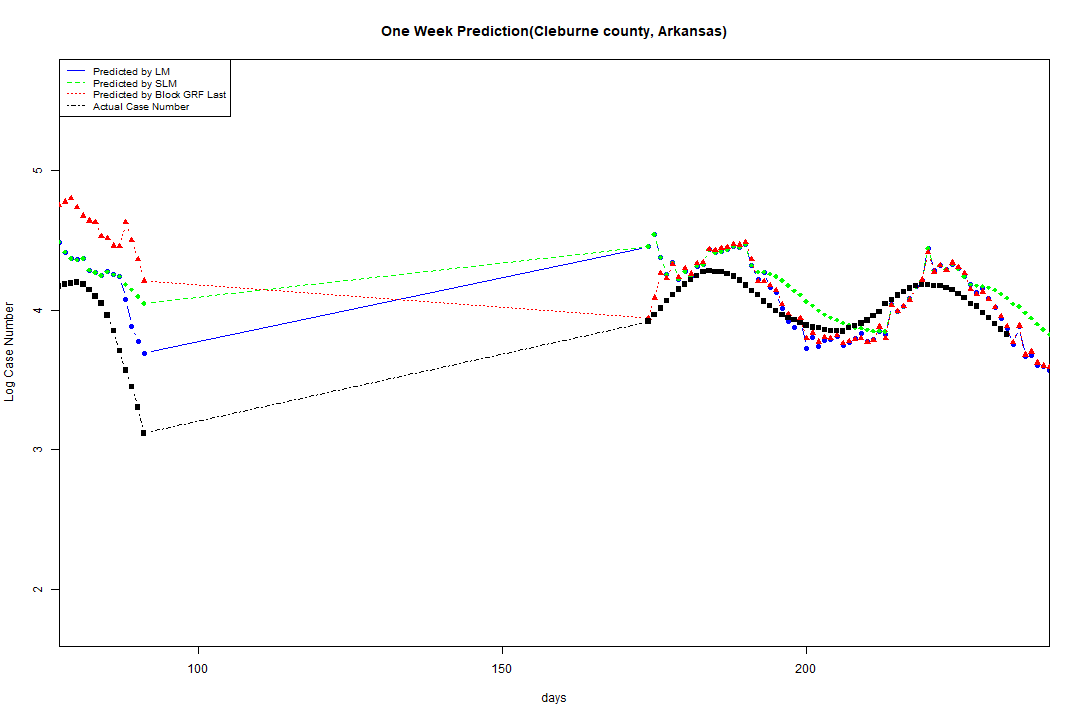 One Week Prediction(Cleburne county, Arkansas)
Predicted by LM
Predicted by SLM
Predicted by Block GRF Last
Actual Case Number
5
4
3
2
Log Case Number
100 150 200
days